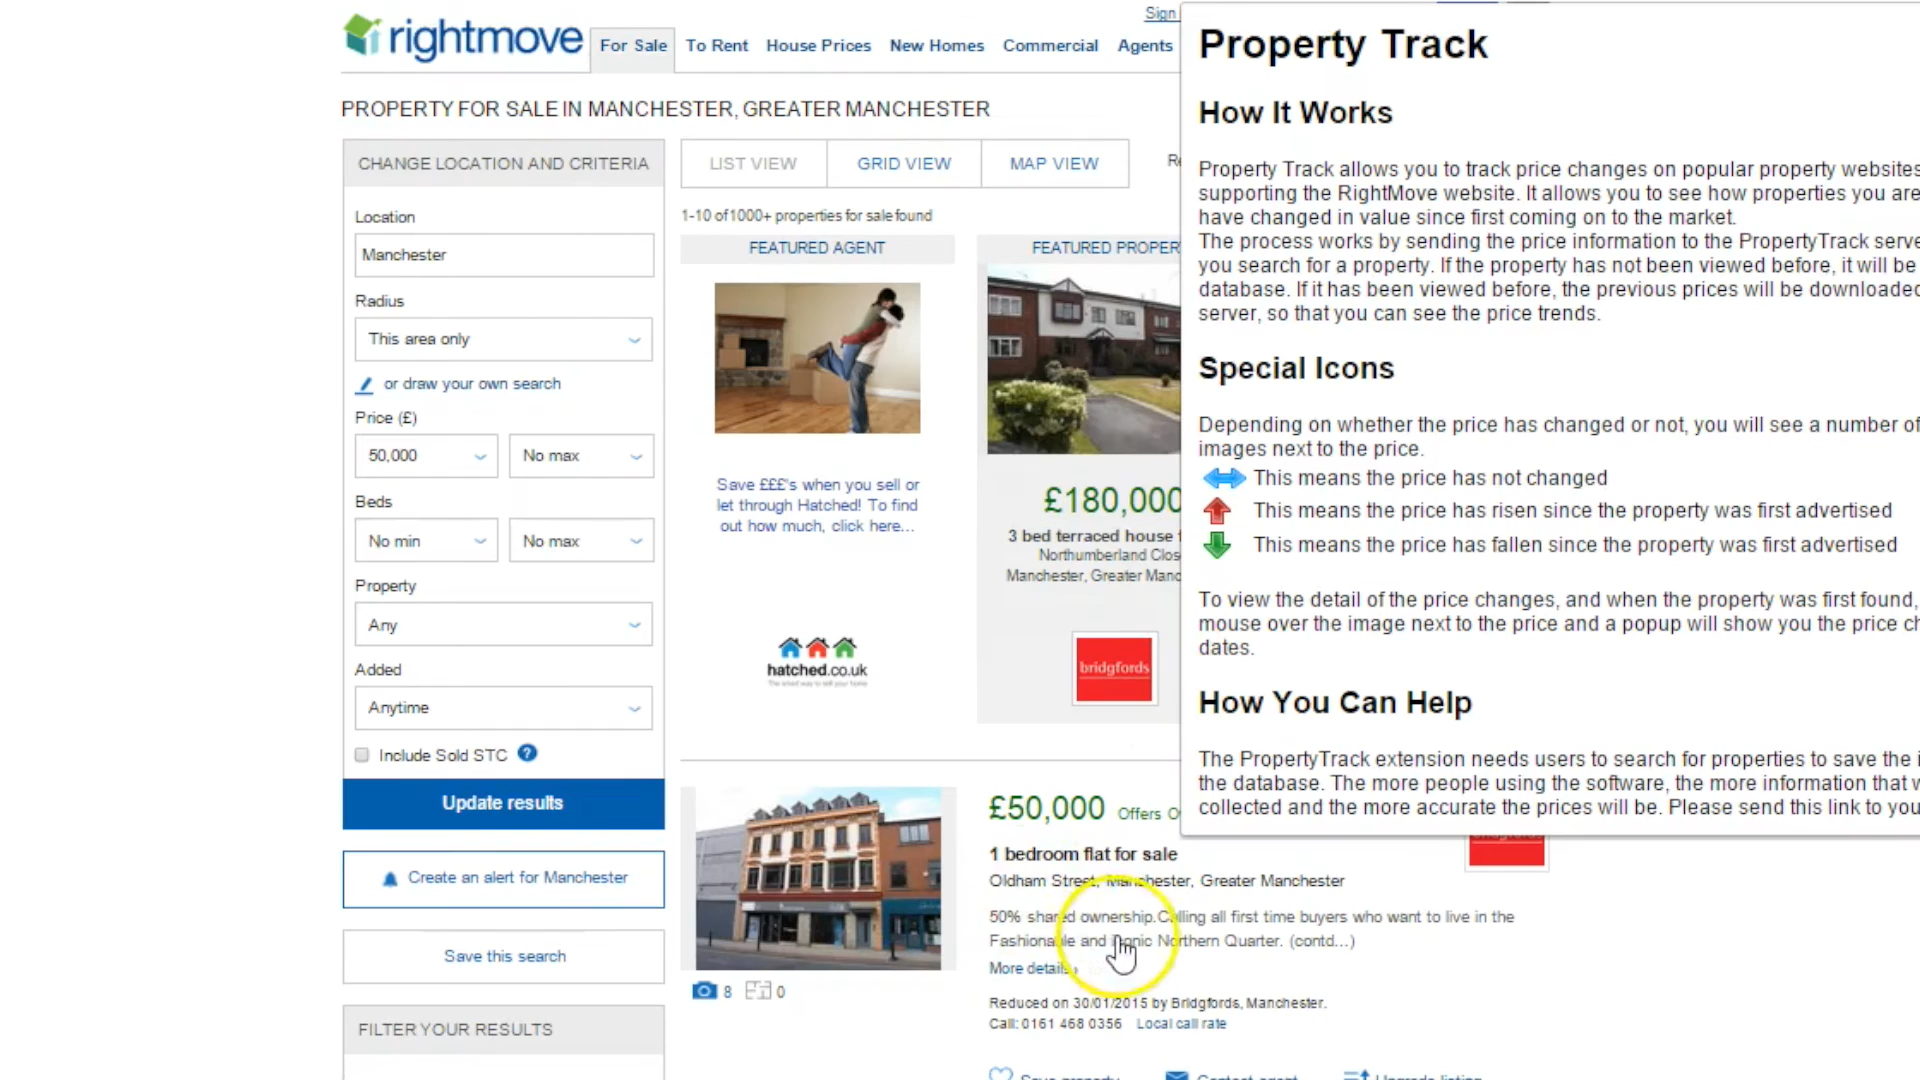 rightmove
For Sale
To Rent
House Prices
New Homes
Commercial
Agents
Sign
PROPERTY FOR SALE IN MANCHESTER, GREATER MANCHESTER
CHANGE LOCATION AND CRITERIA
Location
Manchester
Radius
This area only
or draw your own search
Price (£)
50,000
No max
Beds
No min
No max
Property
Any
Added
Anytime
Include Sold STC ?
Update results
Create an alert for Manchester
Save this search
FILTER YOUR RESULTS
LIST VIEW
GRID VIEW
MAP VIEW
1-10 of 1000+ properties for sale found
FEATURED AGENT
Save £££'s when you sell or
let through Hatched! To find
out how much, click here...
hatched.co.uk
The smart way to sell your home
FEATURED PROPER
£180,000
3 bed terraced house
Northumberland Clos
Manchester, Greater Manc
bridgfords
8
0
£50,000 Offers
1 bedroom flat for sale
Oldham Street, Manchester, Greater Manchester
50% shared ownership.Calling all first time buyers who want to live in the
Fashionable and iconic Northern Quarter. (contd...)
More details
Reduced on 30/01/2015 by Bridgfords, Manchester.
Call: 0161 468 0356 Local call rate
Save property
Contact agent
Upgrade listing
Property Track
How It Works
Property Track allows you to track price changes on popular property websites
supporting the RightMove website. It allows you to see how properties you are
have changed in value since first coming on to the market.
The process works by sending the price information to the PropertyTrack serve
you search for a property. If the property has not been viewed before, it will be
database. If it has been viewed before, the previous prices will be downloaded
server, so that you can see the price trends.
Special Icons
Depending on whether the price has changed or not, you will see a number of
images next to the price.
This means the price has not changed
This means the price has risen since the property was first advertised
This means the price has fallen since the property was first advertised
To view the detail of the price changes, and when the property was first found,
mouse over the image next to the price and a popup will show you the price ch
dates.
How You Can Help
The PropertyTrack extension needs users to search for properties to save the i
the database. The more people using the software, the more information that w
collected and the more accurate the prices will be. Please send this link to you